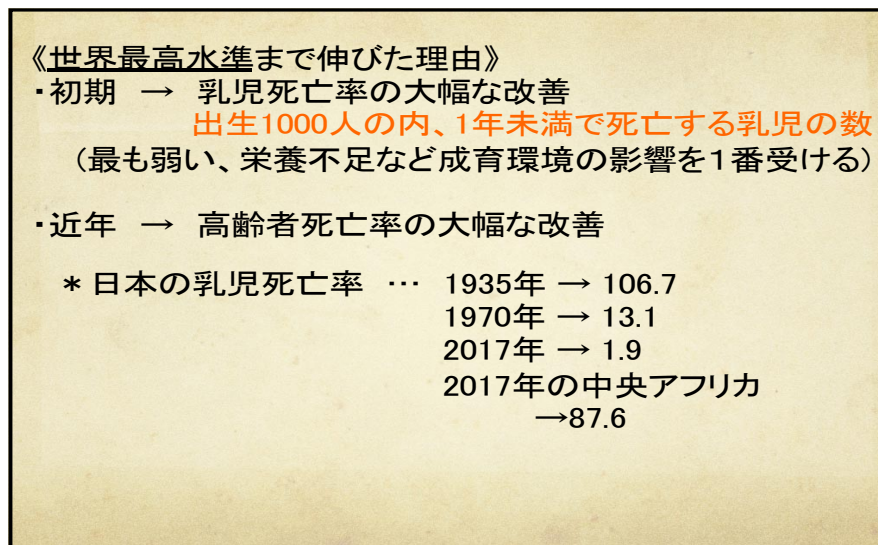 《世界最高水準まで伸びた理由》
・初期 → 乳児死亡率の大幅な改善
出生1000人の内、1年未満で死亡する乳児の数
（最も弱い、栄養不足など成育環境の影響を１番受ける）
・近年 → 高齢者死亡率の大幅な改善
＊日本の乳児死亡率 … 1935年 → 106.7
1970年 → 13.1
2017年 → 1.9
2017年の中央アフリカ
→87.6